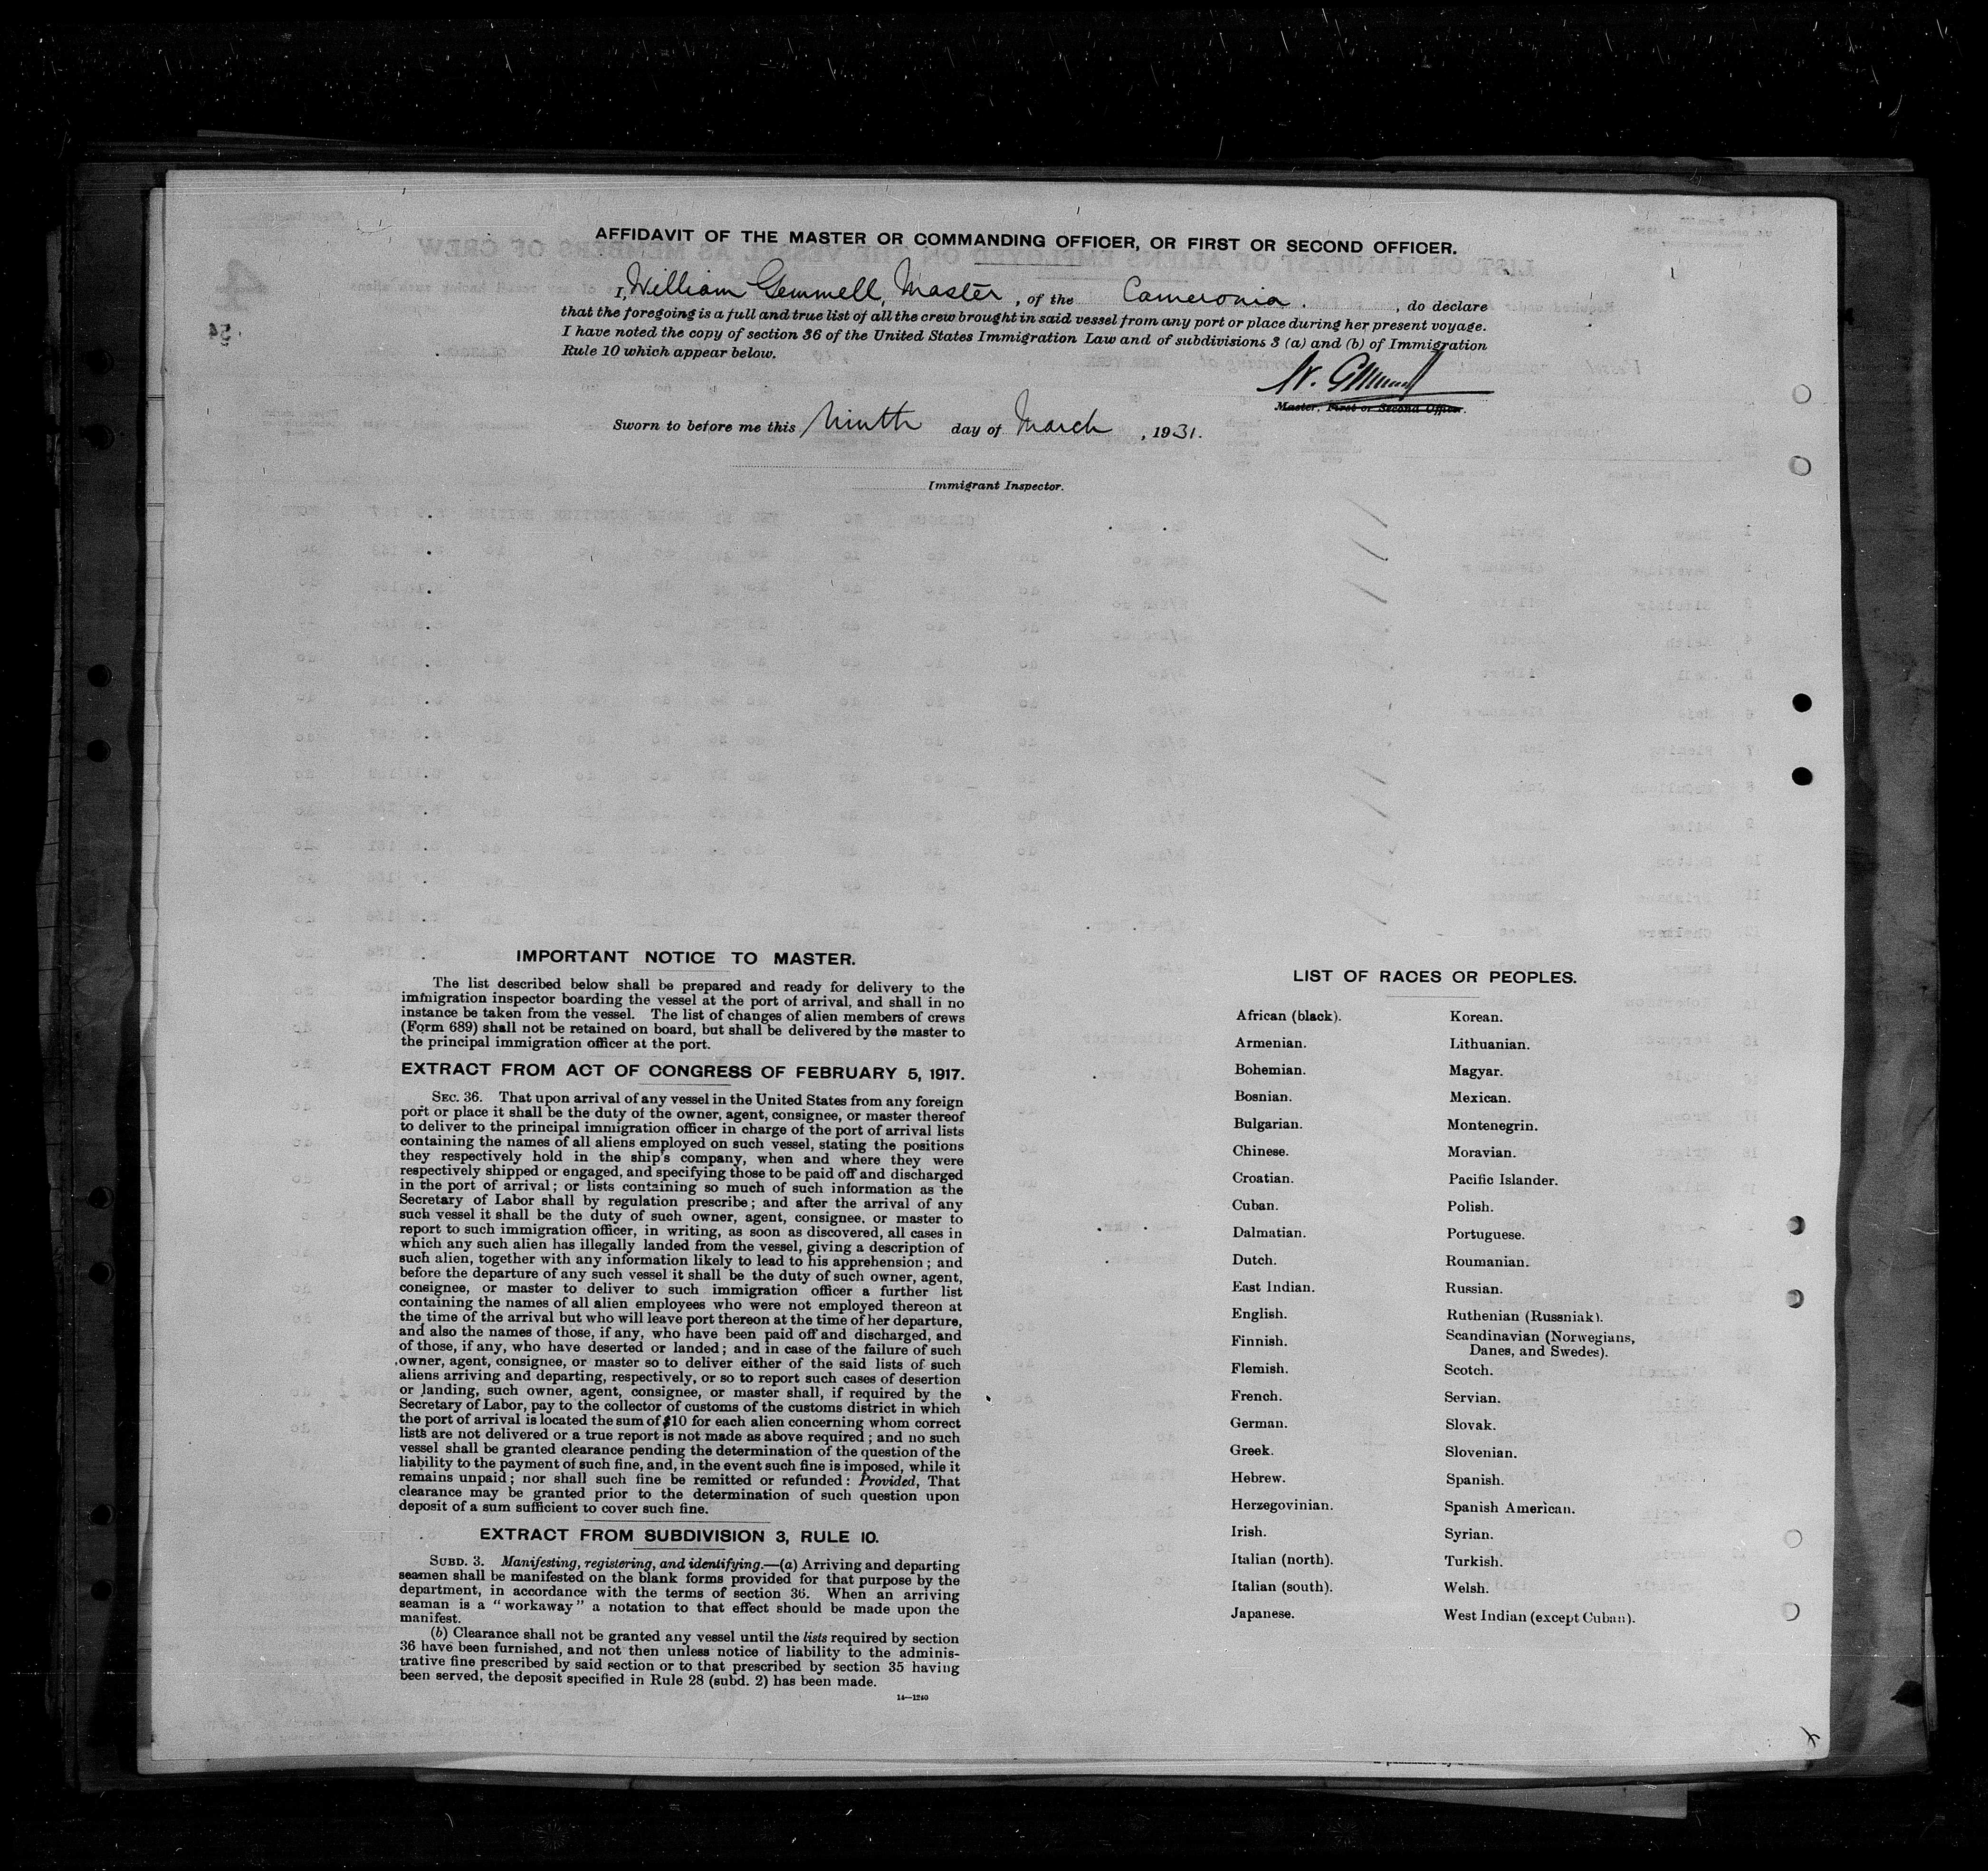 AFFIDAVIT OF THE MASTER OR COMMANDING OFFICER, OR FIRST OR SECOND OFFICER.
I, William Gemmell, Master, of the Cameronia., do declare
that the foregoing is a full and true list of all the crew brought in said vessel from any port or place during her present voyage.
I have noted the copy of section 36 of the United States Immigration Law and of subdivisions 3 (a) and (b) of Immigration
Rule 10 which appear below.
W. Gemmell
Master, First or Second Officer.
Sworn to before me this Ninth day of March, 1931.
Immigrant Inspector.
IMPORTANT NOTICE TO MASTER.
The list described below shall be prepared and ready for delivery to the
immigration inspector boarding the vessel at the port of arrival, and shall in no
instance be taken from the vessel. The list of changes of alien members of crews
(Form 689) shall not be retained on board, but shall be delivered by the master to
the principal immigration officer at the port.
EXTRACT FROM ACT OF CONGRESS OF FEBRUARY 5, 1917.
SEC. 36. That upon arrival of any vessel in the United States from any foreign
port or place it shall be the duty of the owner, agent, consignee, or master thereof
to deliver to the principal immigration officer in charge of the port of arrival lists
containing the names of all aliens employed on such vessel, stating the positions
they respectively hold in the ship's company, when and where they were
respectively shipped or engaged, and specifying those to be paid off and discharged
in the port of arrival; or lists containing so much of such information as the
Secretary of Labor shall by regulation prescribe; and after the arrival of any
such vessel it shall be the duty of such owner, agent, consignee, or master to
report to such immigration officer, in writing, as soon as discovered, all cases in
which any such alien has illegally landed from the vessel, giving a description of
such alien, together with any information likely to lead to his apprehension; and
before the departure of any such vessel it shall be the duty of such owner, agent,
consignee, or master to deliver to such immigration officer a further list
containing the names of all alien employees who were not employed thereon at
the time of the arrival but who will leave port thereon at the time of her departure,
and also the names of those, if any, who have been paid off and discharged, and
of those, if any, who have deserted or landed; and in case of the failure of such
owner, agent, consignee, or master so to deliver either of the said lists of such
aliens arriving and departing, respectively, or so to report such cases of desertion
or landing, such owner, agent, consignee, or master shall, if required by the
Secretary of Labor, pay to the collector of customs of the customs district in which
the port of arrival is located the sum of $10 for each alien concerning whom correct
lists are not delivered or a true report is not made as above required; and no such
vessel shall be granted clearance pending the determination of the question of the
liability to the payment of such fine, and, in the event such fine is imposed, while it
remains unpaid; nor shall such fine be remitted or refunded: Provided, That
clearance may be granted prior to the determination of such question upon
deposit of a sum sufficient to cover such fine.
EXTRACT FROM SUBDIVISION 3, RULE 10.
SUBD. 3. Manifesting, registering, and identifying.—(a) Arriving and departing
seamen shall be manifested on the blank forms provided for that purpose by the
department, in accordance with the terms of section 36. When an arriving
seaman is a "workaway" a notation to that effect should be made upon the
manifest.
(b) Clearance shall not be granted any vessel until the lists required by section
36 have been furnished, and not then unless notice of liability to the adminis-
trative fine prescribed by said section or to that prescribed by section 35 having
been served, the deposit specified in Rule 28 (subd. 2) has been made.
14—1240
LIST OF RACES OR PEOPLES.
African (black).
Armenian.
Bohemian.
Bosnian.
Bulgarian.
Chinese.
Croatian.
Cuban.
Dalmatian.
Dutch.
East Indian.
English.
Finnish.
Flemish.
French.
German.
Greek.
Hebrew.
Herzegovinian.
Irish.
Italian (north).
Italian (south).
Japanese.
Korean.
Lithuanian.
Magyar.
Mexican.
Montenegrin.
Moravian.
Pacific Islander.
Polish.
Portuguese.
Roumanian.
Russian.
Ruthenian (Russniak).
Scandinavian (Norwegians,
Danes, and Swedes).
Scotch.
Servian.
Slovak.
Slovenian.
Spanish.
Spanish American.
Syrian.
Turkish.
Welsh.
West Indian (except Cuban).